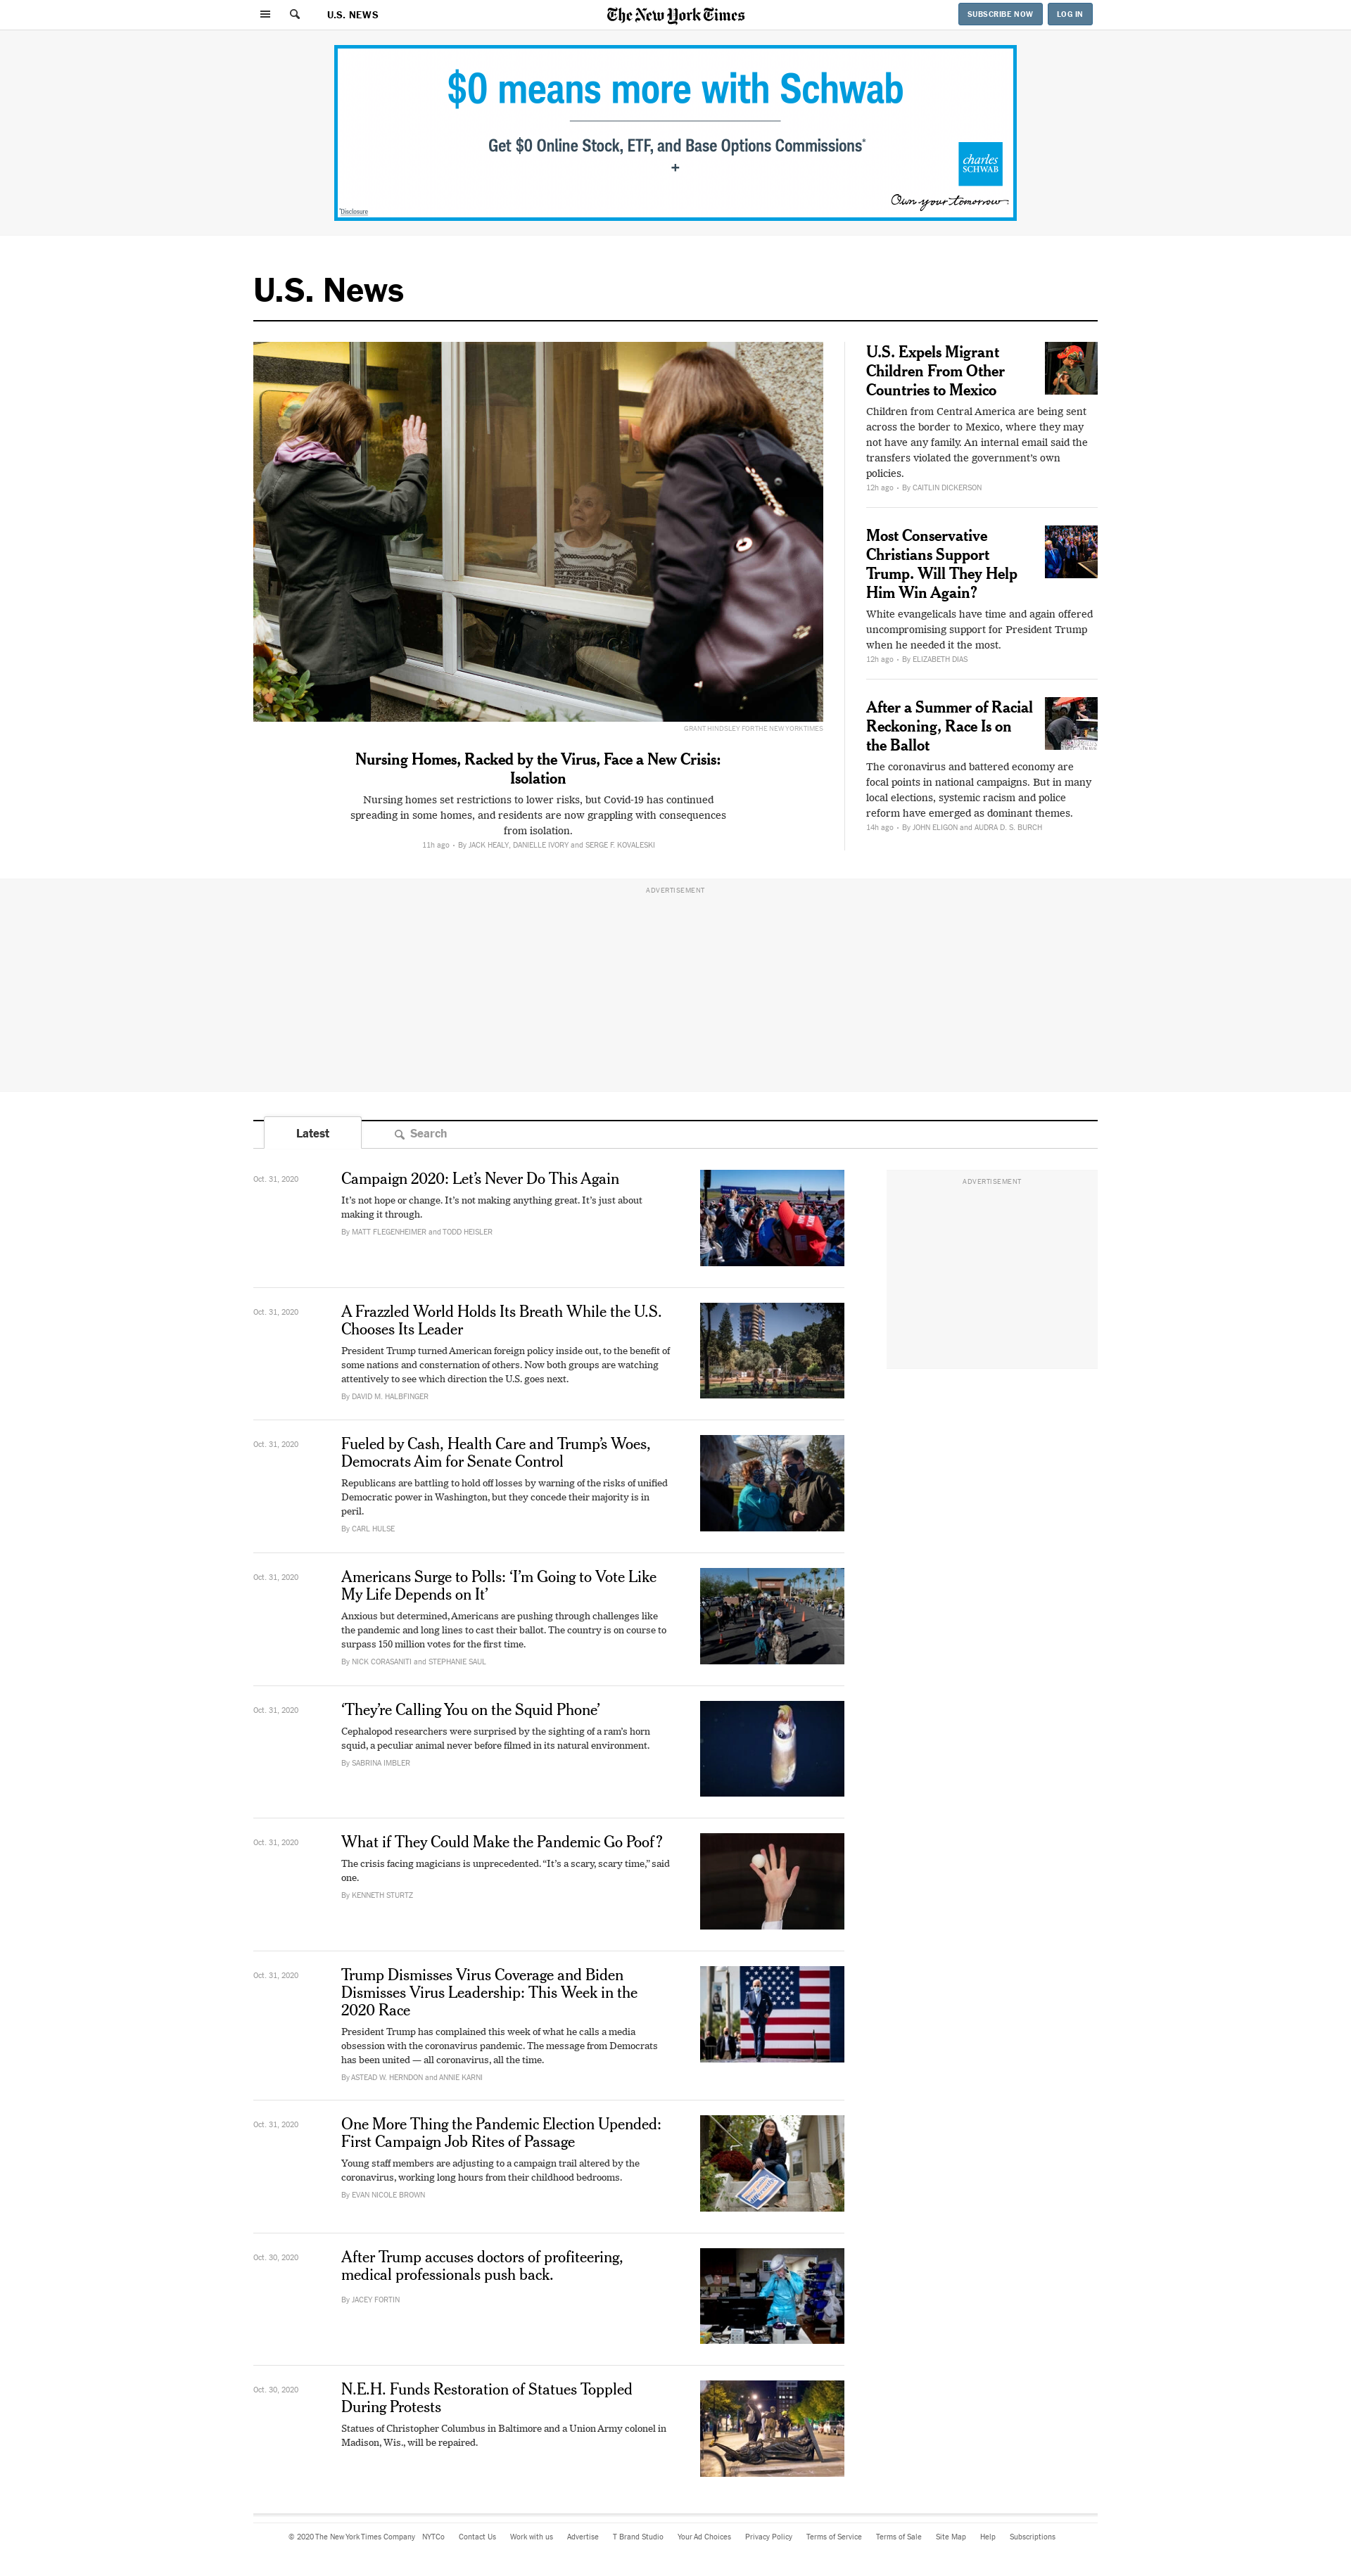 U.S. NEWS
The New York Times
SUBSCRIBE NOW
LOG IN
$0 means more with Schwab
Get $0 Online Stock, ETF, and Base Options Commissions*
+
charles
SCHWAB
Own your tomorrow
*Disclosure
U.S. News
GRANT HINDSLEY FOR THE NEW YORK TIMES
Nursing Homes, Racked by the Virus, Face a New Crisis:
Isolation
Nursing homes set restrictions to lower risks, but Covid-19 has continued
spreading in some homes, and residents are now grappling with consequences
from isolation.
11h ago • By JACK HEALY, DANIELLE IVORY and SERGE F. KOVALESKI
U.S. Expels Migrant
Children From Other
Countries to Mexico
Children from Central America are being sent
across the border to Mexico, where they may
not have any family. An internal email said the
transfers violated the government's own
policies.
12h ago • By CAITLIN DICKERSON
Most Conservative
Christians Support
Trump. Will They Help
Him Win Again?
White evangelicals have time and again offered
uncompromising support for President Trump
when he needed it the most.
12h ago • By ELIZABETH DIAS
After a Summer of Racial
Reckoning, Race Is on
the Ballot
The coronavirus and battered economy are
focal points in national campaigns. But in many
local elections, systemic racism and police
reform have emerged as dominant themes.
14h ago • By JOHN ELIGON and AUDRA D. S. BURCH
ADVERTISEMENT
Latest
Search
Oct. 31, 2020
Campaign 2020: Let's Never Do This Again
It's not hope or change. It's not making anything great. It's just about
making it through.
By MATT FLEGENHEIMER and TODD HEISLER
ADVERTISEMENT
Oct. 31, 2020
A Frazzled World Holds Its Breath While the U.S.
Chooses Its Leader
President Trump turned American foreign policy inside out, to the benefit of
some nations and consternation of others. Now both groups are watching
attentively to see which direction the U.S. goes next.
By DAVID M. HALBFINGER
Oct. 31, 2020
Fueled by Cash, Health Care and Trump's Woes,
Democrats Aim for Senate Control
Republicans are battling to hold off losses by warning of the risks of unified
Democratic power in Washington, but they concede their majority is in
peril.
By CARL HULSE
Oct. 31, 2020
Americans Surge to Polls: 'I'm Going to Vote Like
My Life Depends on It'
Anxious but determined, Americans are pushing through challenges like
the pandemic and long lines to cast their ballot. The country is on course to
surpass 150 million votes for the first time.
By NICK CORASANITI and STEPHANIE SAUL
Oct. 31, 2020
'They're Calling You on the Squid Phone'
Cephalopod researchers were surprised by the sighting of a ram's horn
squid, a peculiar animal never before filmed in its natural environment.
By SABRINA IMBLER
Oct. 31, 2020
What if They Could Make the Pandemic Go Poof?
The crisis facing magicians is unprecedented. "It's a scary, scary time," said
one.
By KENNETH STURTZ
Oct. 31, 2020
Trump Dismisses Virus Coverage and Biden
Dismisses Virus Leadership: This Week in the
2020 Race
President Trump has complained this week of what he calls a media
obsession with the coronavirus pandemic. The message from Democrats
has been united — all coronavirus, all the time.
By ASTEAD W. HERNDON and ANNIE KARNI
Oct. 31, 2020
One More Thing the Pandemic Election Upended:
First Campaign Job Rites of Passage
Young staff members are adjusting to a campaign trail altered by the
coronavirus, working long hours from their childhood bedrooms.
By EVAN NICOLE BROWN
Oct. 30, 2020
After Trump accuses doctors of profiteering,
medical professionals push back.
By JACEY FORTIN
Oct. 30, 2020
N.E.H. Funds Restoration of Statues Toppled
During Protests
Statues of Christopher Columbus in Baltimore and a Union Army colonel in
Madison, Wis., will be repaired.
© 2020 The New York Times Company NYTCo Contact Us Work with us Advertise T Brand Studio Your Ad Choices Privacy Policy Terms of Service Terms of Sale Site Map Help Subscriptions